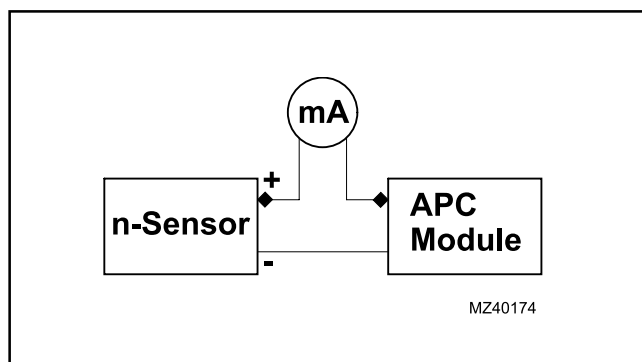 mA
+
n-Sensor
APC
Module
-
MZ40174